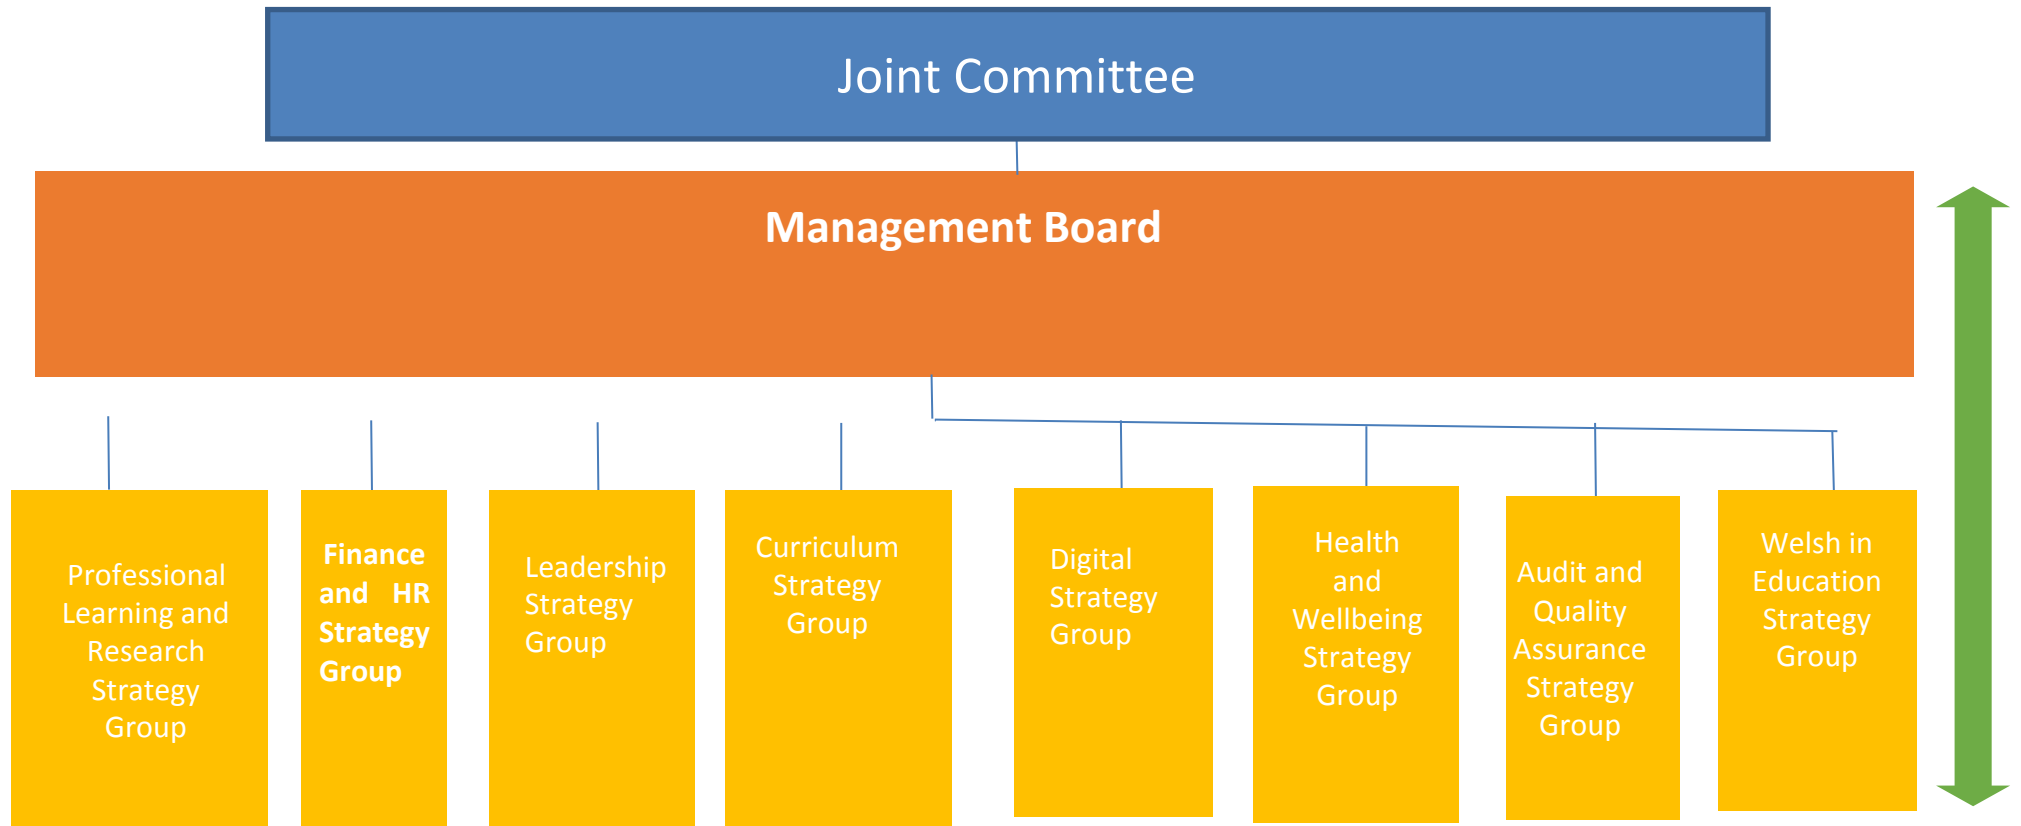 Joint Committee
Management Board
Professional
Learning and
Research
Strategy
Group
Finance
and HR
Strategy
Group
Leadership
Strategy
Group
Curriculum
Strategy
Group
Digital
Strategy
Group
Health
and
Wellbeing
Strategy
Group
Audit and
Quality
Assurance
Strategy
Group
Welsh in
Education
Strategy
Group